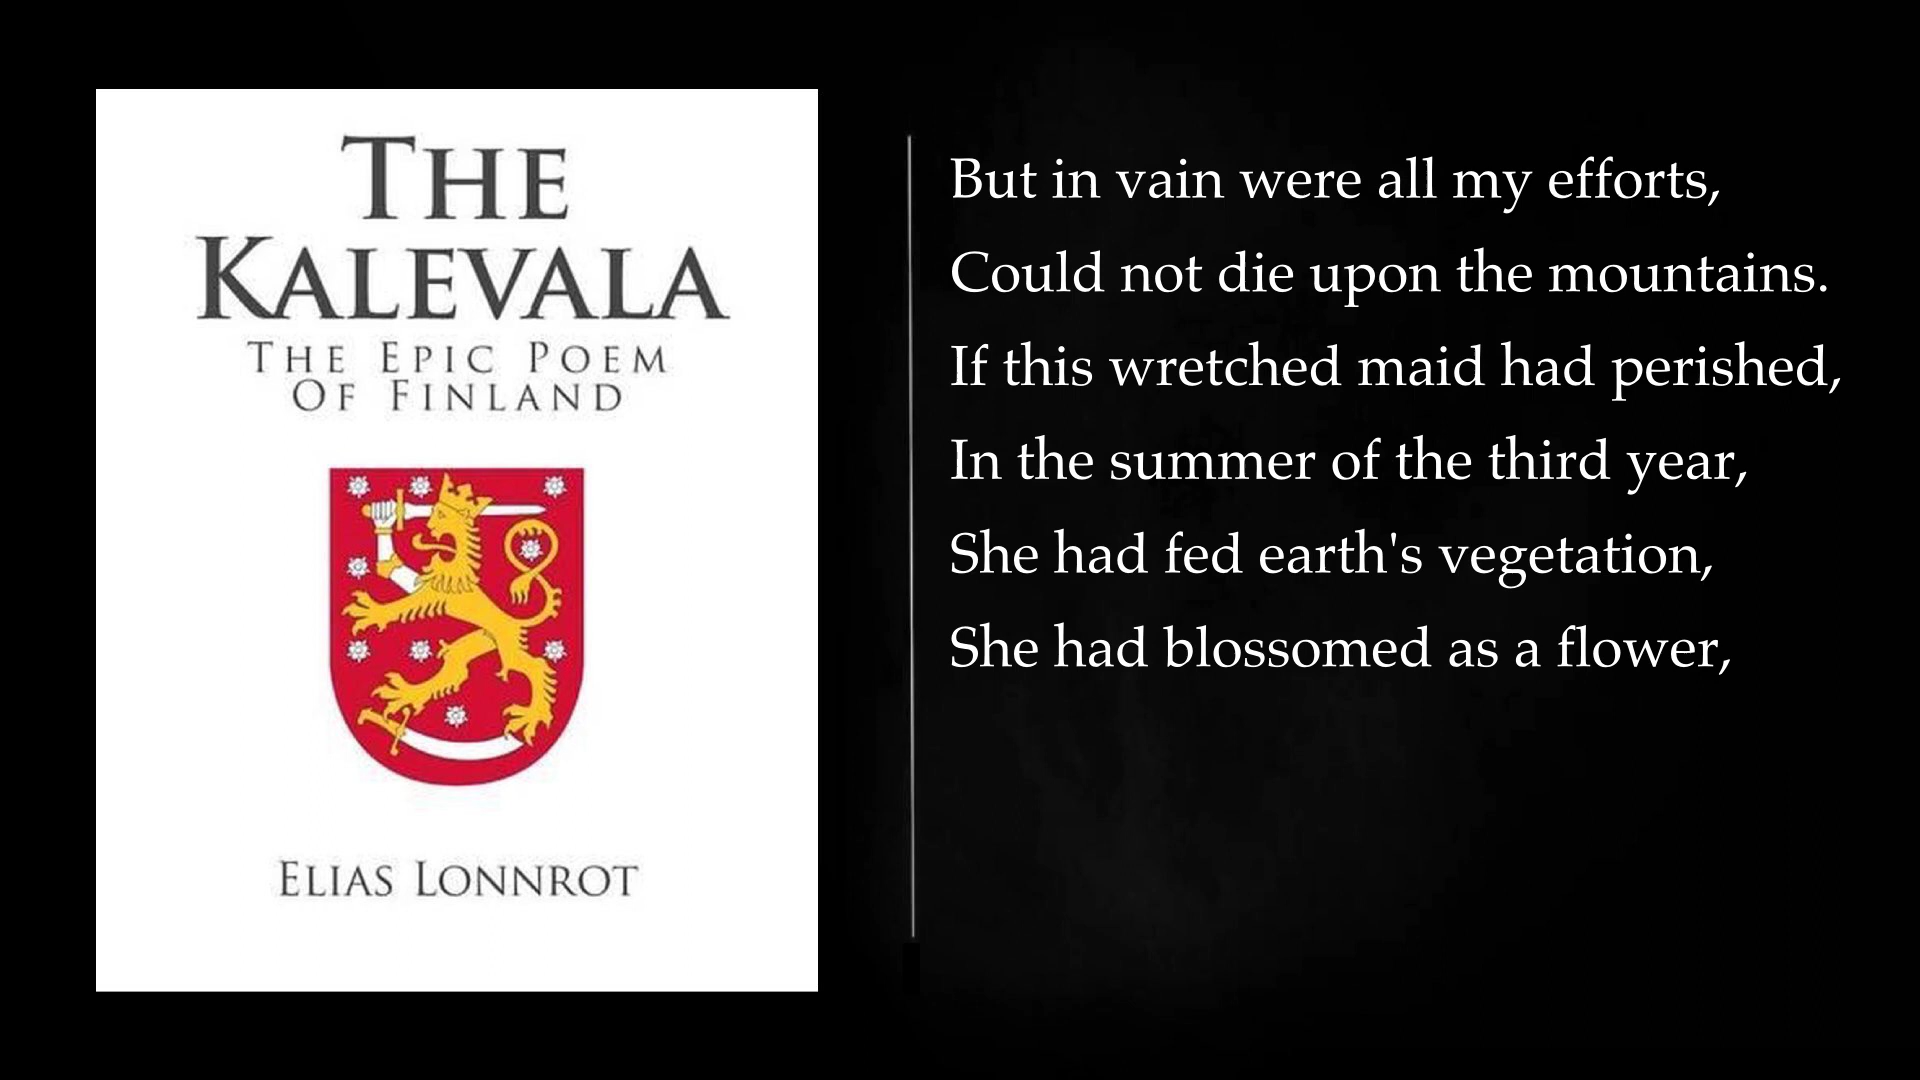 THE
KALEVALA
THE EPIC POEM
OF FINLAND
ELIAS LONNROT
But in vain were all my efforts,
Could not die upon the mountains.
If this wretched maid had perished,
In the summer of the third year,
She had fed earth's vegetation,
She had blossomed as a flower,